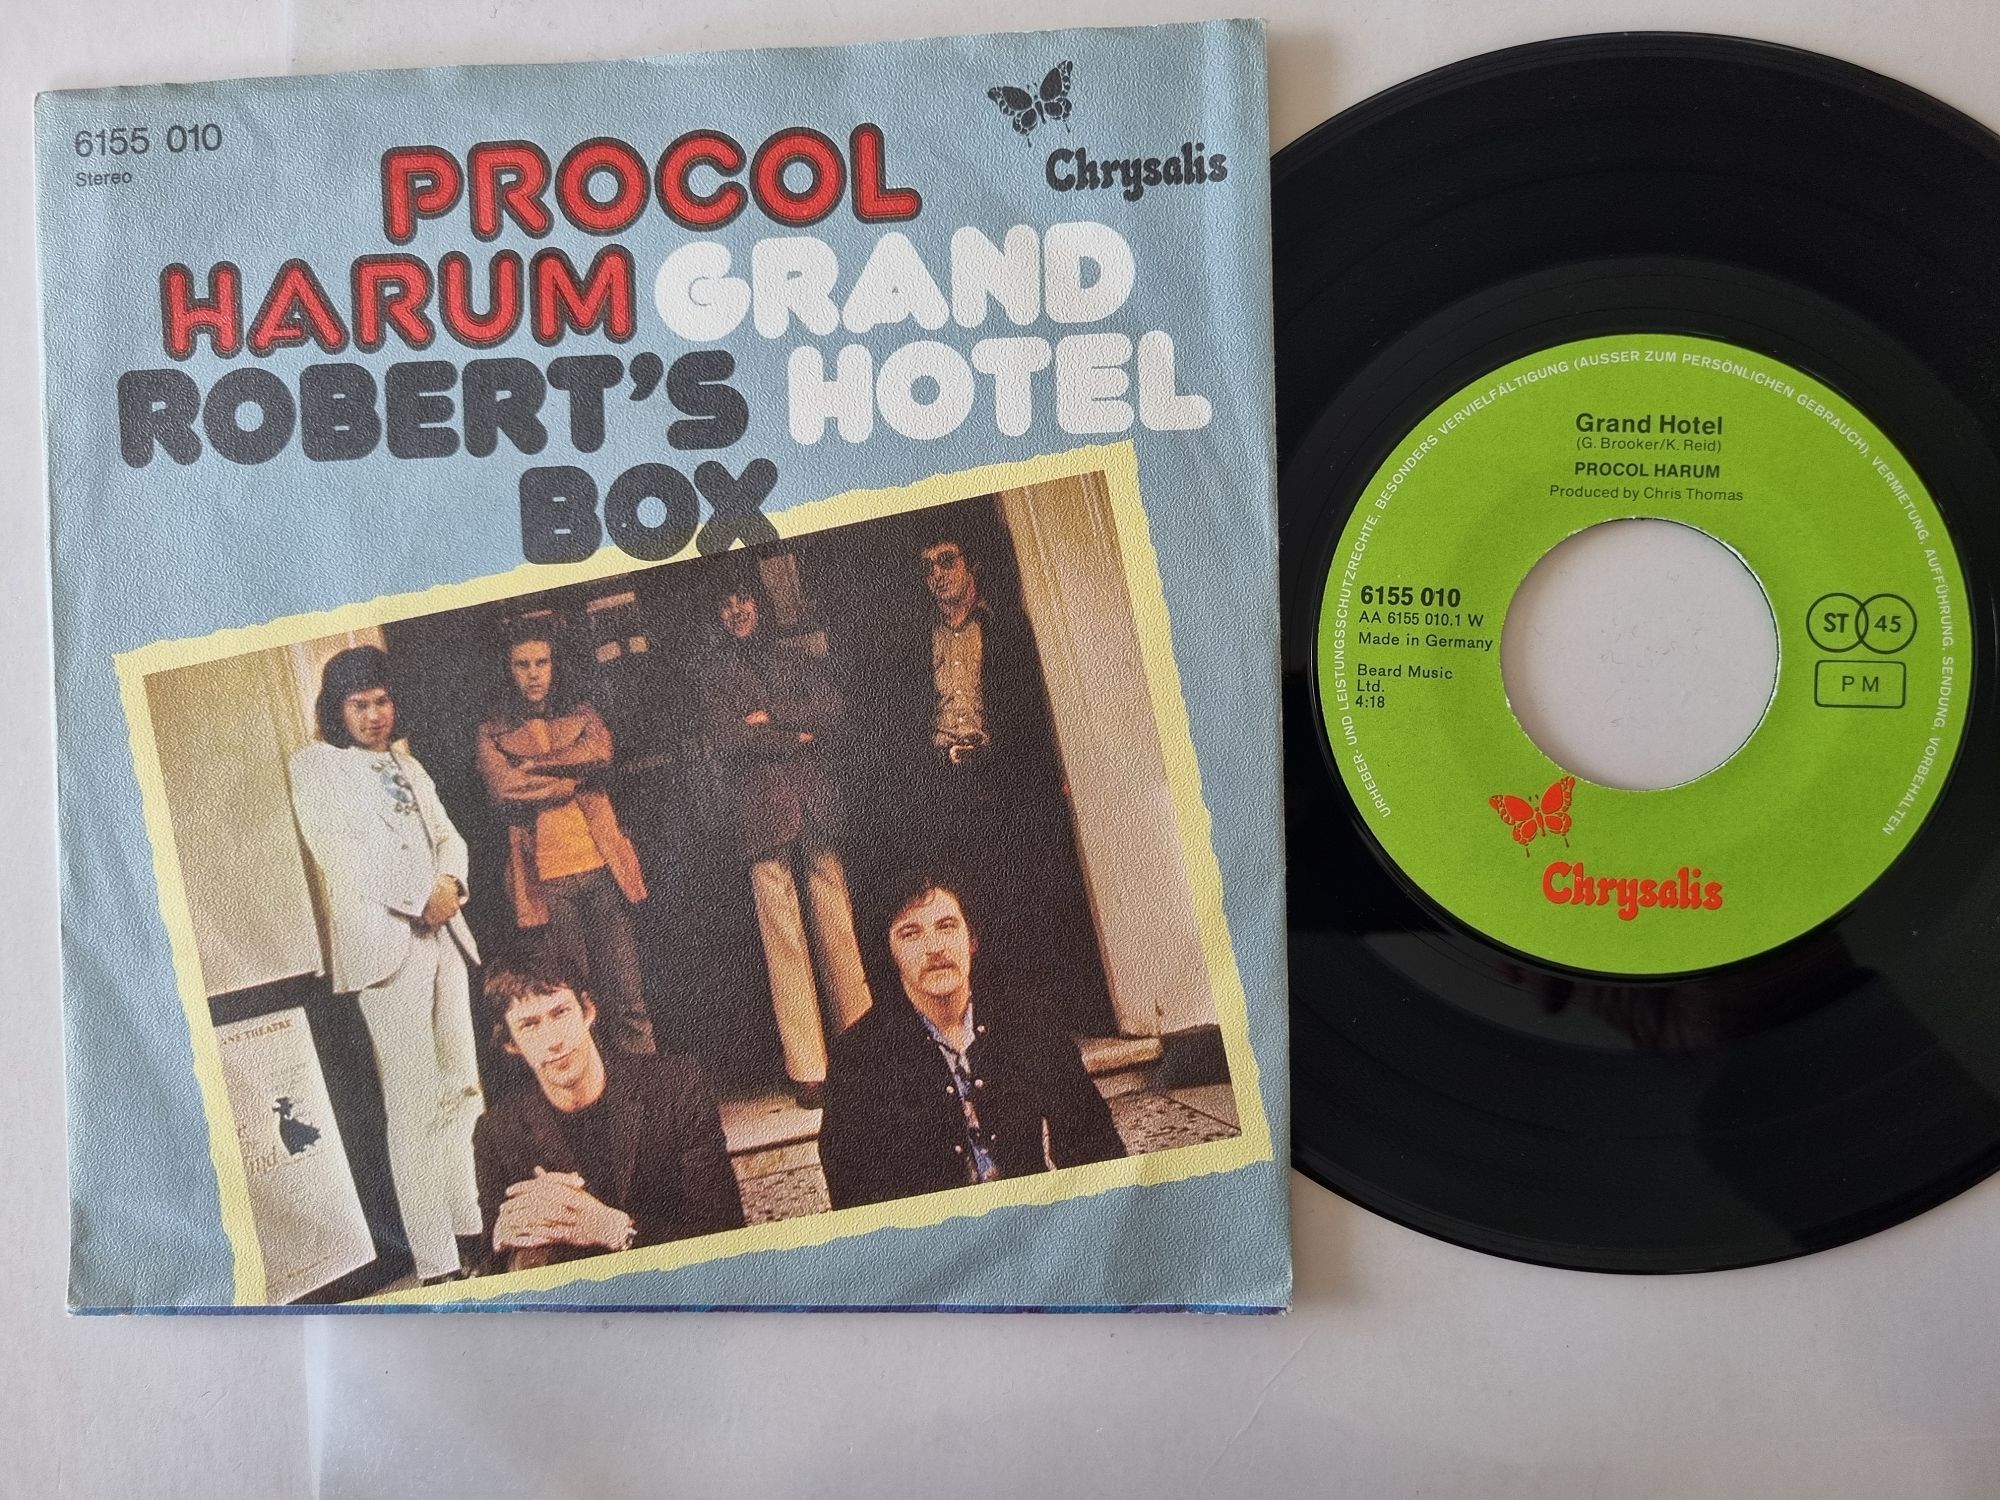 6155 010
Stereo
Chrysalis
PROCOL
HARUM GRAND
ROBERT'S HOTEL
BOX
THEATRE
URHEBER- UND LEISTUNGSSCHUTZRECHTE, BESONDERS VERVIELFÄLTIGUNG (AUSSER ZUM PERSÖNLICHEN GEBRAUCH), VERMIETUNG, AUFFÜHRUNG, SENDUNG, VORBEHALTEN
Grand Hotel
(G. Brooker/K. Reid)
PROCOL HARUM
Produced by Chris Thomas
6155 010
AA 6155 010.1 W
Made in Germany
Beard Music
Ltd.
4:18
ST 45
PM
Chrysalis